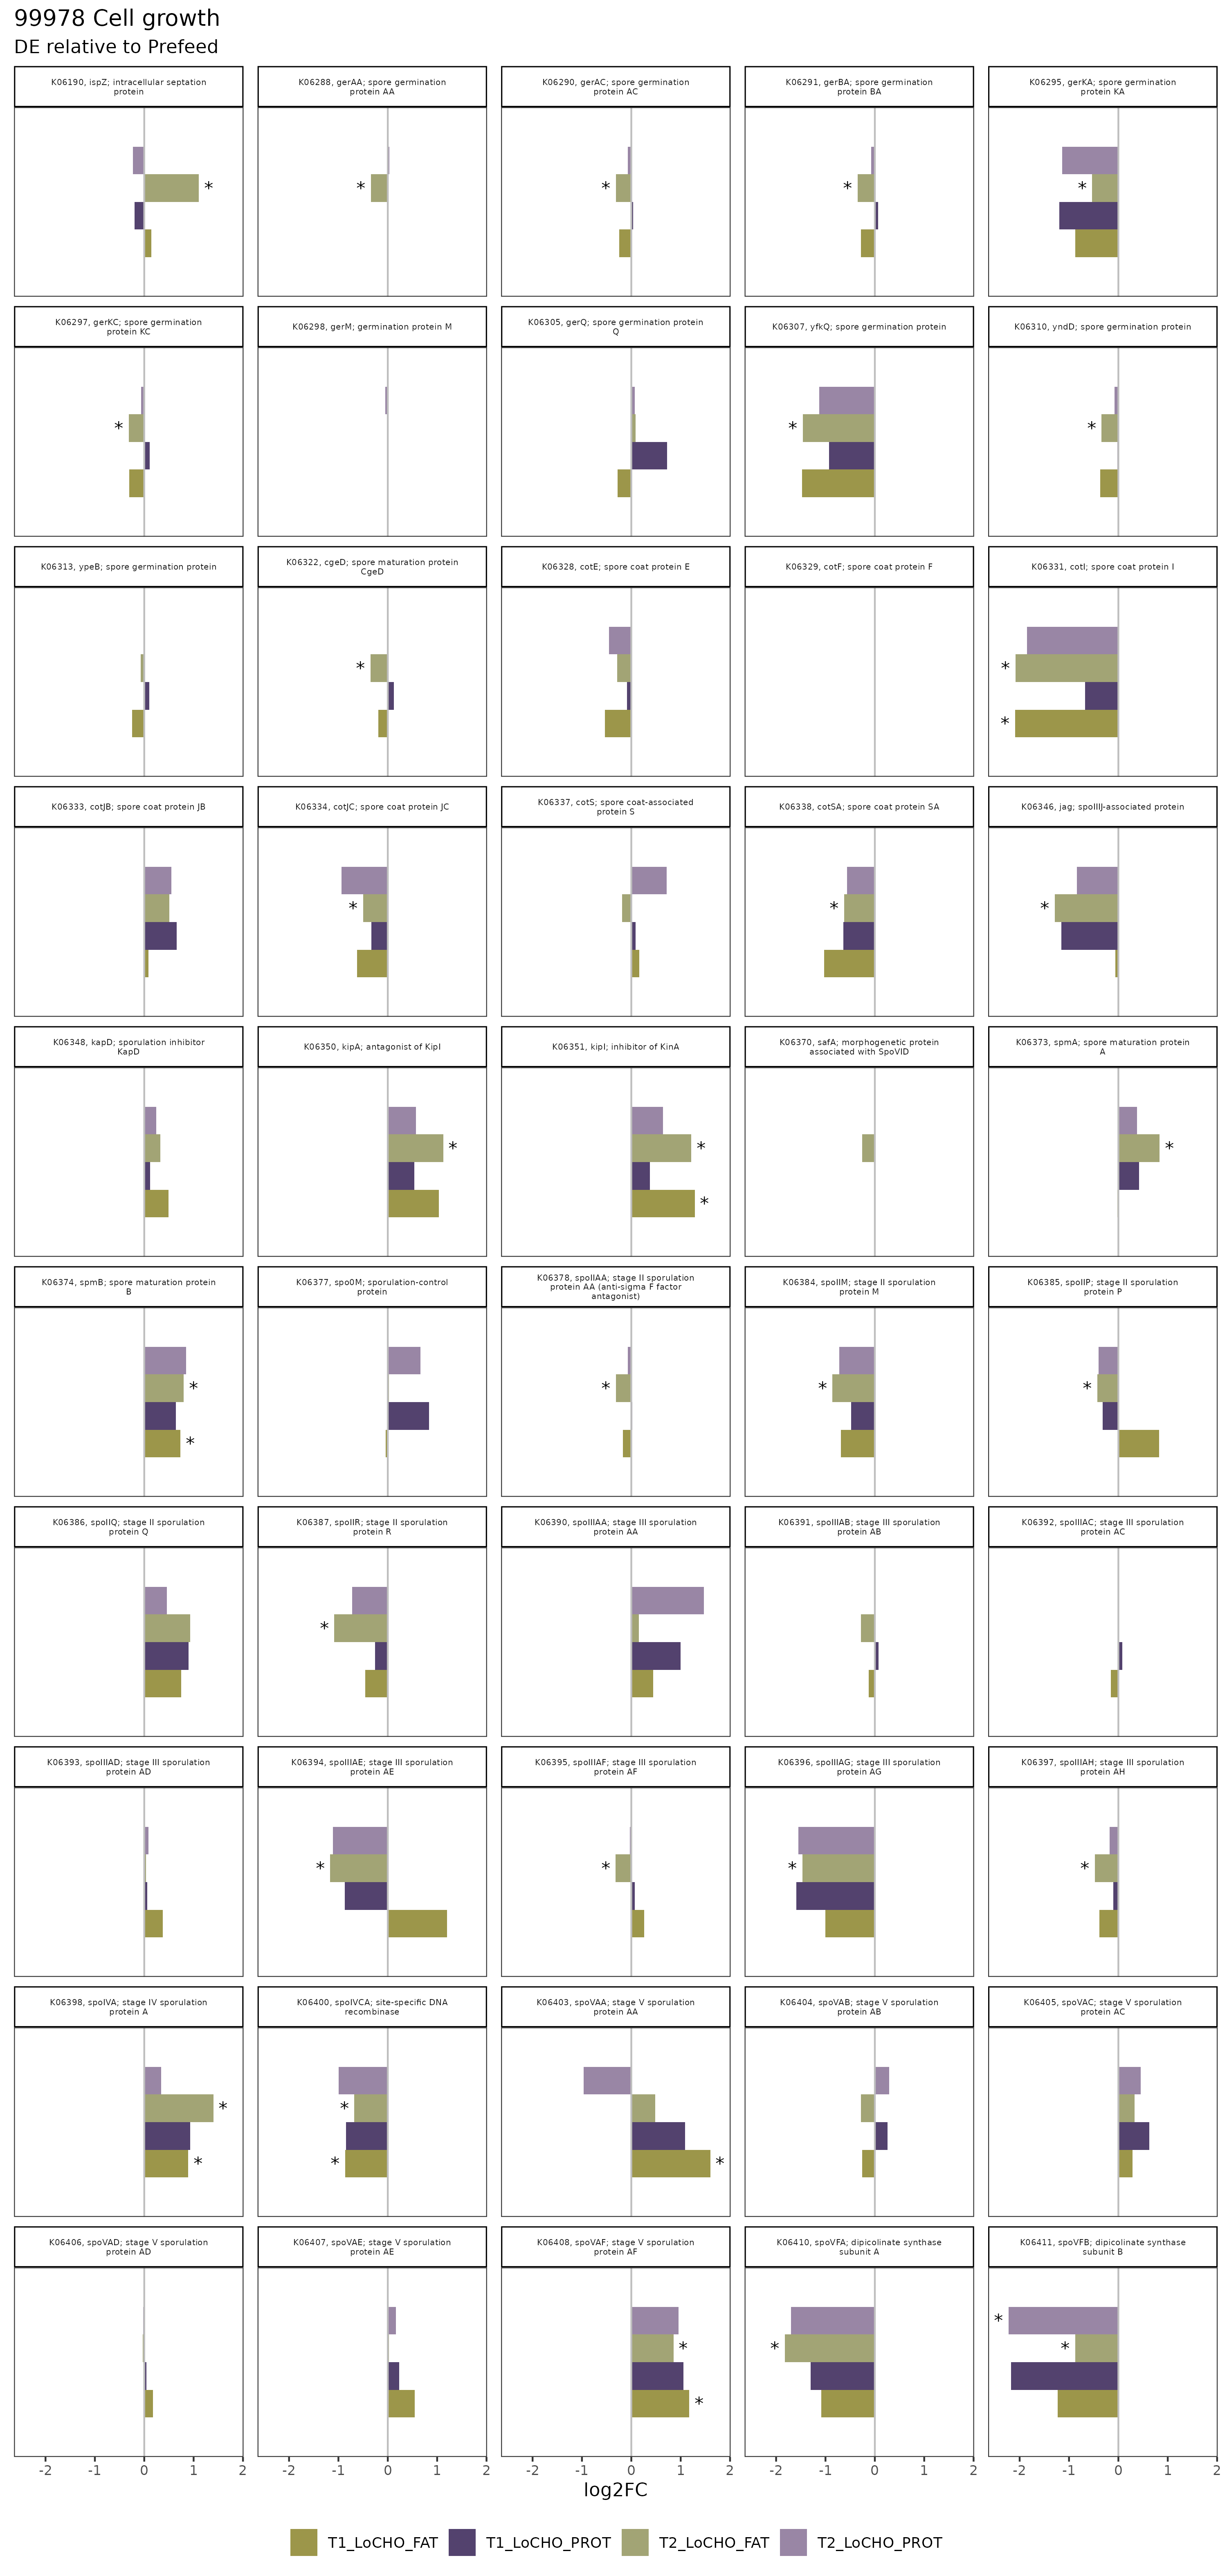 99978 Cell growth
DE relative to Prefeed
K06190, ispZ; intracellular septation
protein
K06288, gerAA; spore germination
protein AA
K06290, gerAC; spore germination
protein AC
K06291, gerBA; spore germination
protein BA
K06295, gerKA; spore germination
protein KA
*
*
*
*
*
K06297, gerKC; spore germination
protein KC
K06298, gerM; germination protein M
K06305, gerQ; spore germination protein
Q
K06307, yfkQ; spore germination protein
K06310, yndD; spore germination protein
*
*
*
K06313, ypeB; spore germination protein
K06322, cgeD; spore maturation protein
CgeD
K06328, cotE; spore coat protein E
K06329, cotF; spore coat protein F
K06331, cotI; spore coat protein I
*
*
*
K06333, cotJB; spore coat protein JB
K06334, cotJC; spore coat protein JC
K06337, cotS; spore coat-associated
protein S
K06338, cotSA; spore coat protein SA
K06346, jag; spoIIIJ-associated protein
*
*
*
K06348, kapD; sporulation inhibitor
KapD
K06350, kipA; antagonist of KipI
K06351, kipI; inhibitor of KinA
K06370, safA; morphogenetic protein
associated with SpoVID
K06373, spmA; spore maturation protein
A
*
*
*
*
K06374, spmB; spore maturation protein
B
K06377, spo0M; sporulation-control
protein
K06378, spoIIAA; stage II sporulation
protein AA (anti-sigma F factor
antagonist)
K06384, spoIIM; stage II sporulation
protein M
K06385, spoIIP; stage II sporulation
protein P
*
*
*
*
*
K06386, spoIIQ; stage II sporulation
protein Q
K06387, spoIIR; stage II sporulation
protein R
K06390, spoIIIAA; stage III sporulation
protein AA
K06391, spoIIIAB; stage III sporulation
protein AB
K06392, spoIIIAC; stage III sporulation
protein AC
*
K06393, spoIIIAD; stage III sporulation
protein AD
K06394, spoIIIAE; stage III sporulation
protein AE
K06395, spoIIIAF; stage III sporulation
protein AF
K06396, spoIIIAG; stage III sporulation
protein AG
K06397, spoIIIAH; stage III sporulation
protein AH
*
*
*
*
K06398, spoIVA; stage IV sporulation
protein A
K06400, spoIVCA; site-specific DNA
recombinase
K06403, spoVAA; stage V sporulation
protein AA
K06404, spoVAB; stage V sporulation
protein AB
K06405, spoVAC; stage V sporulation
protein AC
*
*
*
*
*
K06406, spoVAD; stage V sporulation
protein AD
K06407, spoVAE; stage V sporulation
protein AE
K06408, spoVAF; stage V sporulation
protein AF
K06410, spoVFA; dipicolinate synthase
subunit A
K06411, spoVFB; dipicolinate synthase
subunit B
*
*
*
*
*
-2 -1 0 1 2 -2 -1 0 1 2 -2 -1 0 1 2 -2 -1 0 1 2 -2 -1 0 1 2
log2FC
T1_LoCHO_FAT T1_LoCHO_PROT T2_LoCHO_FAT T2_LoCHO_PROT